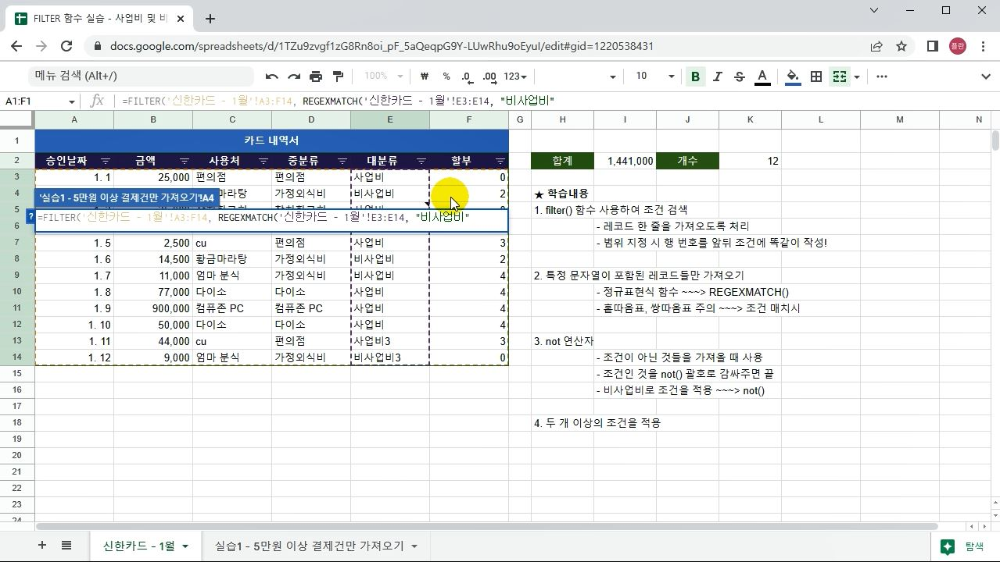 FILTER 함수 실습 - 사업비 및 비
docs.google.com/spreadsheets/d/1TZu9zvgf1zG8Rn8oi_pF_5aQeqpG9Y-LUwRhu9oEyuI/edit#gid=1220538431
플란
메뉴 검색 (Alt+/)
100% ₩ % .0 .00 123 10 B I S A
A1:F1 fx =FILTER('신한카드 - 1월'!A3:F14, REGEXMATCH('신한카드 - 1월'!E3:E14, "비사업비"
A B C D E F G H I J K L M N
1 카드 내역서
2 승인날짜 금액 사용처 중분류 대분류 할부 합계 1,441,000 개수 12
3 1. 1 25,000 편의점 편의점 사업비 0
'실습1 - 5만원 이상 결제건만 가져오기'!A4
4 마라탕 가정외식비 비사업비 2 ★ 학습내용
5 1. filter() 함수 사용하여 조건 검색
? =FILTER('신한카드 - 1월'!A3:F14, REGEXMATCH('신한카드 - 1월'!E3:E14, "비사업비"
6 - 레코드 한 줄을 가져오도록 처리
7 1. 5 2,500 cu 편의점 사업비 3 - 범위 지정 시 행 번호를 앞뒤 조건에 똑같이 작성!
8 1. 6 14,500 황금마라탕 가정외식비 비사업비 2
9 1. 7 11,000 엄마 분식 가정외식비 비사업비 4 2. 특정 문자열이 포함된 레코드들만 가져오기
10 1. 8 77,000 다이소 다이소 사업비 4 - 정규표현식 함수 ~~~> REGEXMATCH()
11 1. 9 900,000 컴퓨존 PC 컴퓨존 PC 사업비 4 - 홑따옴표, 쌍따옴표 주의 ~~~> 조건 매치시
12 1. 10 50,000 다이소 다이소 사업비 4
13 1. 11 44,000 cu 편의점 사업비3 3 3. not 연산자
14 1. 12 9,000 엄마 분식 가정외식비 비사업비3 0 - 조건이 아닌 것들을 가져올 때 사용
15 - 조건인 것을 not() 괄호로 감싸주면 끝
16 - 비사업비로 조건을 적용 ~~~> not()
17
18 4. 두 개 이상의 조건을 적용
19
20
21
22
23
24
신한카드 - 1월 실습1 - 5만원 이상 결제건만 가져오기 탐색